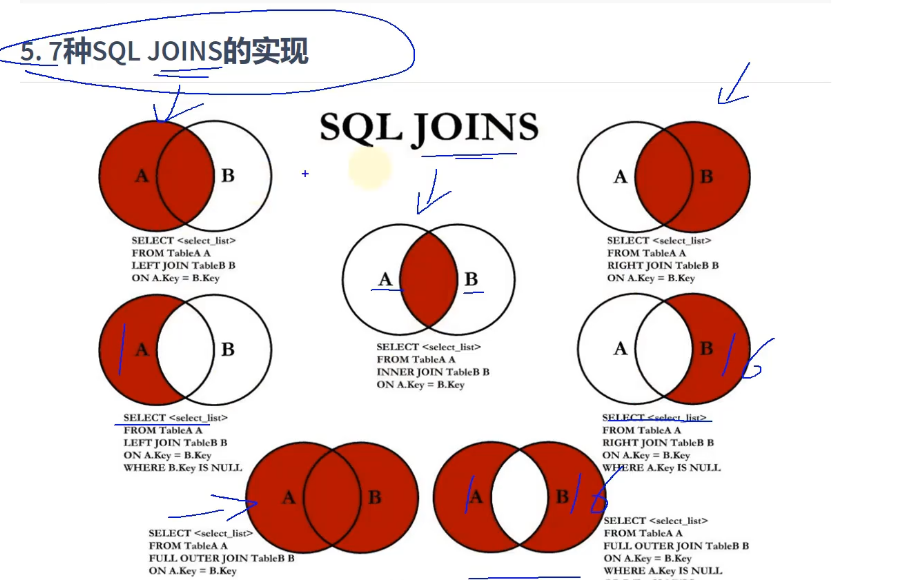 5. 7种SQL JOINS的实现
SQL JOINS
A B
SELECT <select_list>
FROM TableA A
LEFT JOIN TableB B
ON A.Key = B.Key
A B
SELECT <select_list>
FROM TableA A
INNER JOIN TableB B
ON A.Key = B.Key
A B
SELECT <select_list>
FROM TableA A
RIGHT JOIN TableB B
ON A.Key = B.Key
1 A B
SELECT <select_list>
FROM TableA A
LEFT JOIN TableB B
ON A.Key = B.Key
WHERE B.Key IS NULL
A B 16
SELECT <select_list>
FROM TableA A
RIGHT JOIN TableB B
ON A.Key = B.Key
WHERE A.Key IS NULL
A B
SELECT <select_list>
FROM TableA A
FULL OUTER JOIN TableB B
ON A.Key = B.Key
1 A B 16
SELECT <select_list>
FROM TableA A
FULL OUTER JOIN TableB B
ON A.Key = B.Key
WHERE A.Key IS NULL